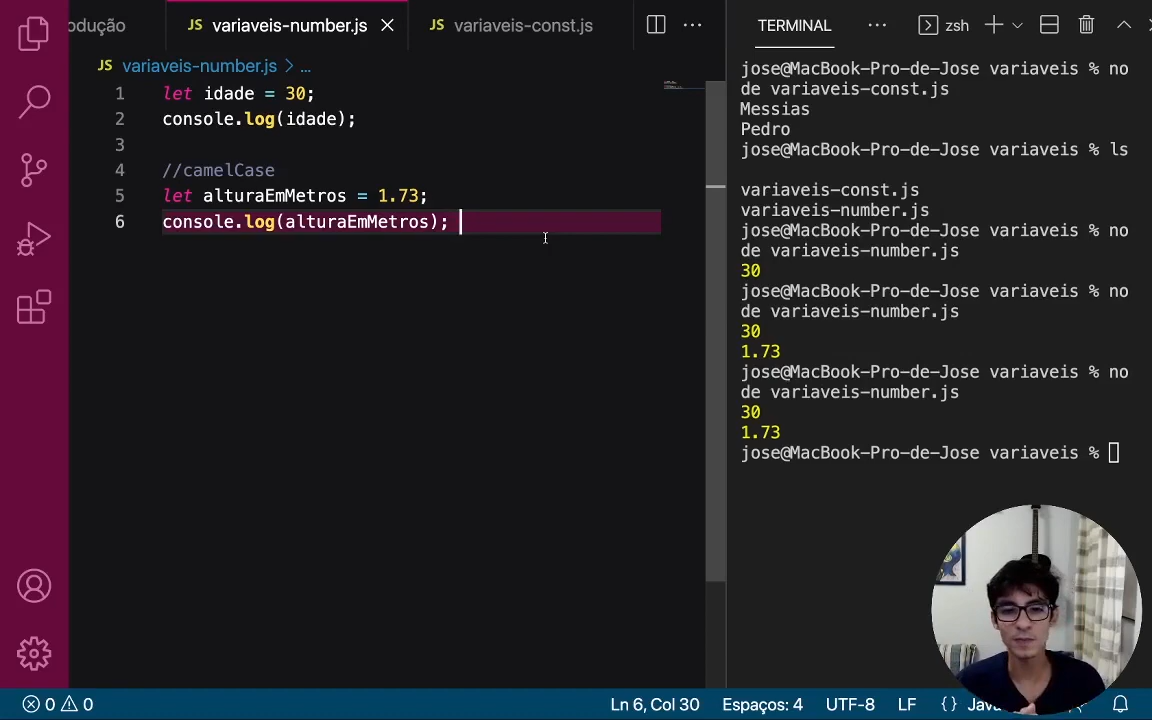 odução
JS variaveis-number.js
JS variaveis-const.js
TERMINAL
zsh
JS variaveis-number.js > ...
1 let idade = 30;
2 console.log(idade);
3
4 //camelCase
5 let alturaEmMetros = 1.73;
6 console.log(alturaEmMetros);
jose@MacBook-Pro-de-Jose variaveis % no
de variaveis-const.js
Messias
Pedro
jose@MacBook-Pro-de-Jose variaveis % ls
variaveis-const.js
variaveis-number.js
jose@MacBook-Pro-de-Jose variaveis % no
de variaveis-number.js
30
jose@MacBook-Pro-de-Jose variaveis % no
de variaveis-number.js
30
1.73
jose@MacBook-Pro-de-Jose variaveis % no
de variaveis-number.js
30
1.73
jose@MacBook-Pro-de-Jose variaveis %
0 0
Ln 6, Col 30
Espaços: 4
UTF-8
LF
{} Java